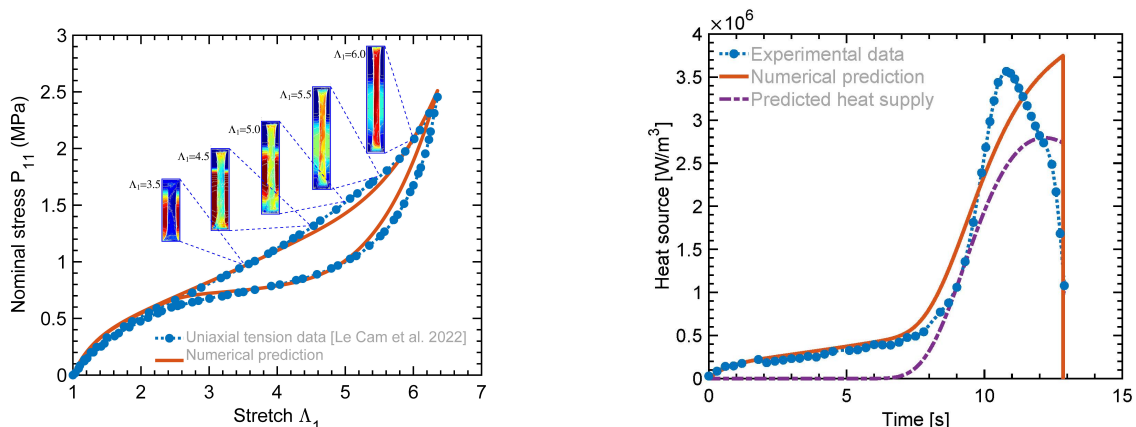 3
2.5
2
1.5
1
0.5
0
1 2 3 4 5 6 7
Nominal stress P11 (MPa)
Stretch Λ1
Λ1=3.5
Λ1=4.5
Λ1=5.0
Λ1=5.5
Λ1=6.0
Uniaxial tension data [Le Cam et al. 2022]
Numerical prediction
×10^6
4
3.5
3
2.5
2
1.5
1
0.5
0
0 5 10 15
Heat source [W/m^3]
Time [s]
Experimental data
Numerical prediction
Predicted heat supply